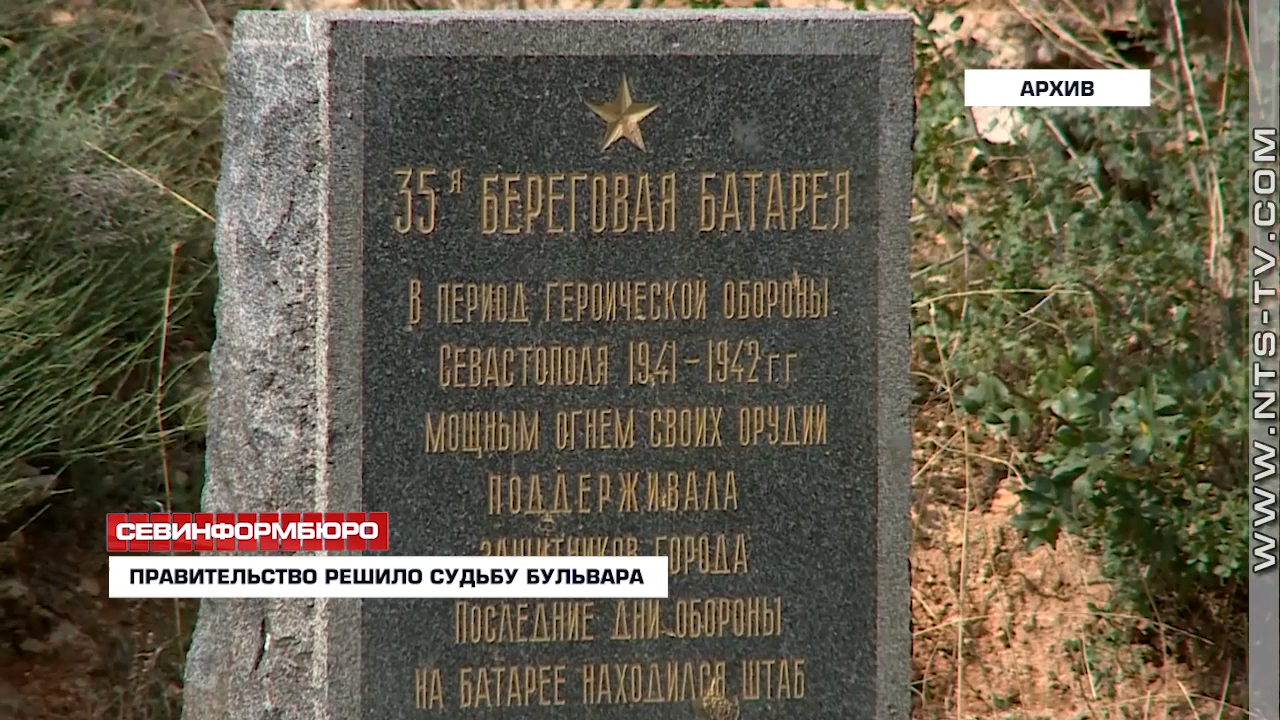 АРХИВ
35я БЕРЕГОВАЯ БАТАРЕЯ
В ПЕРИОД ГЕРОИЧЕСКОЙ ОБОРОНЫ
СЕВАСТОПОЛЯ 1941-1942 г.г
МОЩНЫМ ОГНЕМ СВОИХ ОРУДИЙ
ПОДДЕРЖИВАЛА
ЗАЩИТНИКОВ ГОРОДА
ПОСЛЕДНИЕ ДНИ ОБОРОНЫ
НА БАТАРЕЕ НАХОДИЛСЯ ШТАБ
СЕВИНФОРМБЮРО
ПРАВИТЕЛЬСТВО РЕШИЛО СУДЬБУ БУЛЬВАРА
WWW.NTS-TV.COM